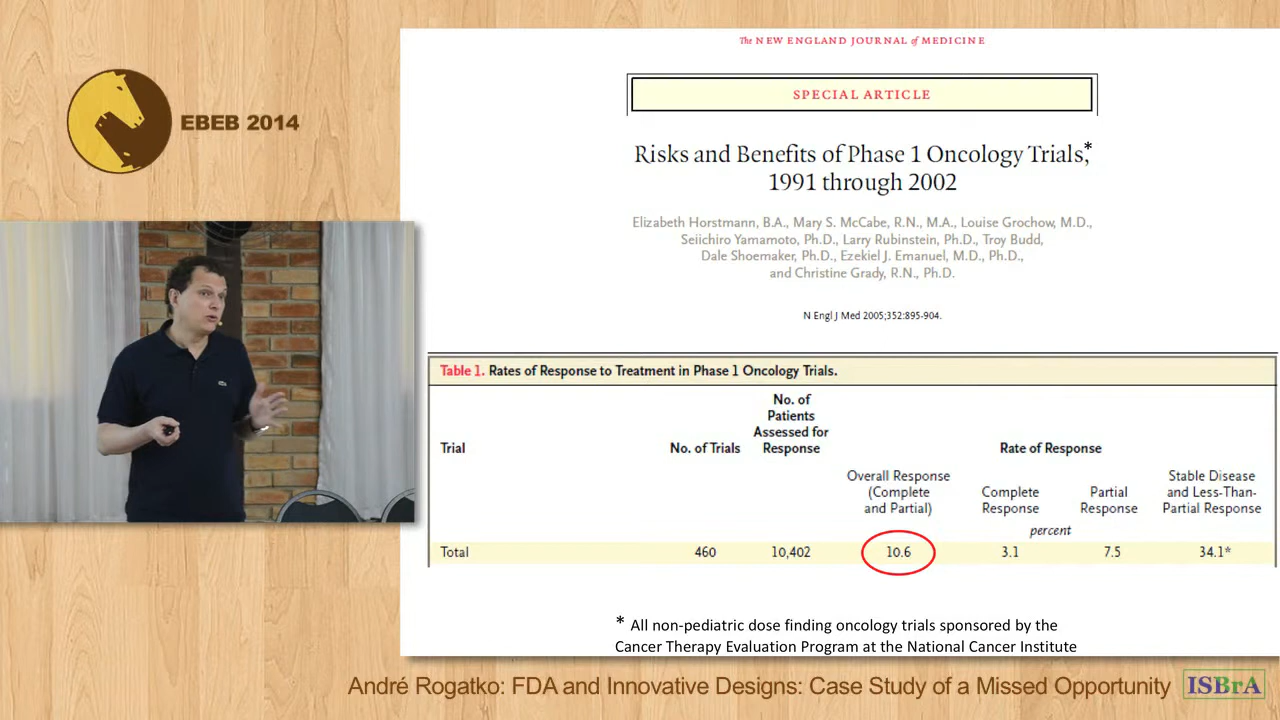 EBEB 2014
The NEW ENGLAND JOURNAL of MEDICINE
SPECIAL ARTICLE
Risks and Benefits of Phase 1 Oncology Trials,*
1991 through 2002
Elizabeth Horstmann, B.A., Mary S. McCabe, R.N., M.A., Louise Grochow, M.D.,
Seiichiro Yamamoto, Ph.D., Larry Rubinstein, Ph.D., Troy Budd,
Dale Shoemaker, Ph.D., Ezekiel J. Emanuel, M.D., Ph.D.,
and Christine Grady, R.N., Ph.D.
N Engl J Med 2005;352:895-904.
Table 1. Rates of Response to Treatment in Phase 1 Oncology Trials.
Trial
No. of Trials
No. of
Patients
Assessed for
Response
Rate of Response
Overall Response
(Complete
and Partial)
Complete
Response
Partial
Response
Stable Disease
and Less-Than-
Partial Response
percent
Total 460 10,402 10.6 3.1 7.5 34.1*
* All non-pediatric dose finding oncology trials sponsored by the
Cancer Therapy Evaluation Program at the National Cancer Institute
André Rogatko: FDA and Innovative Designs: Case Study of a Missed Opportunity
ISBrA